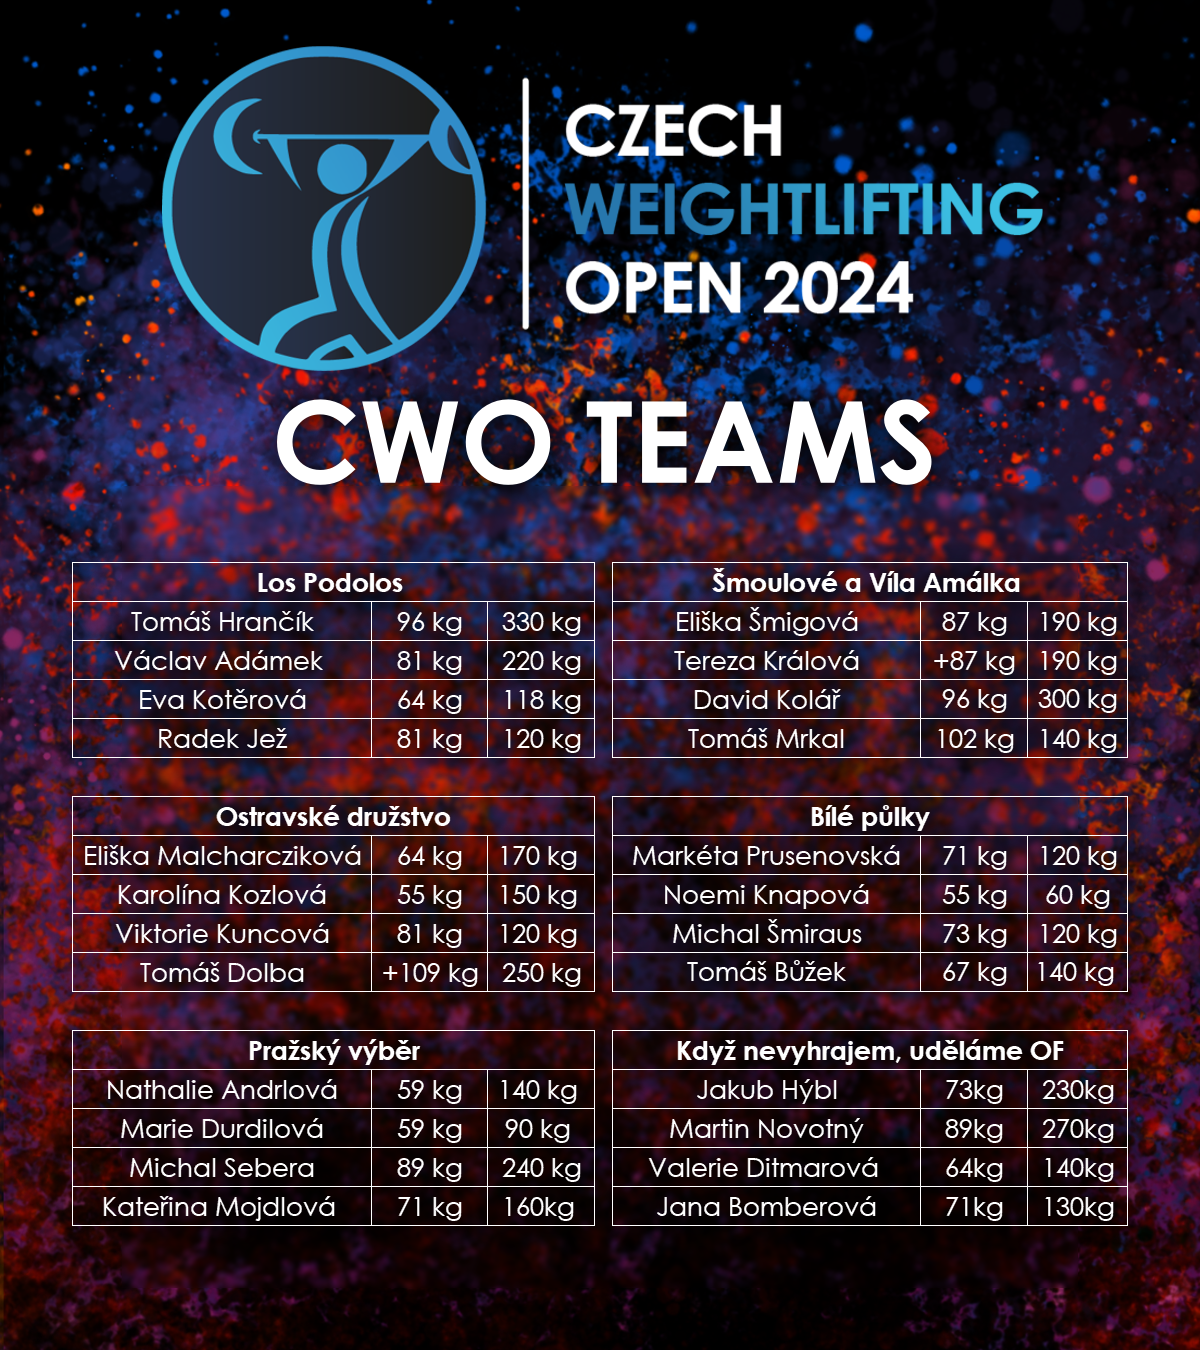 CZECH
WEIGHTLIFTING
OPEN 2024
CWO TEAMS
Los Podolos
Tomáš Hrančík 96 kg 330 kg
Václav Adámek 81 kg 220 kg
Eva Kotěrová 64 kg 118 kg
Radek Jež 81 kg 120 kg
Šmoulové a Víla Amálka
Eliška Šmigová 87 kg 190 kg
Tereza Králová +87 kg 190 kg
David Kolář 96 kg 300 kg
Tomáš Mrkal 102 kg 140 kg
Ostravské družstvo
Eliška Malcharcziková 64 kg 170 kg
Karolína Kozlová 55 kg 150 kg
Viktorie Kuncová 81 kg 120 kg
Tomáš Dolba +109 kg 250 kg
Bílé půlky
Markéta Prusenovská 71 kg 120 kg
Noemi Knapová 55 kg 60 kg
Michal Šmiraus 73 kg 120 kg
Tomáš Bůžek 67 kg 140 kg
Pražský výběr
Nathalie Andrlová 59 kg 140 kg
Marie Durdilová 59 kg 90 kg
Michal Sebera 89 kg 240 kg
Kateřina Mojdlová 71 kg 160kg
Když nevyhrajem, uděláme OF
Jakub Hýbl 73kg 230kg
Martin Novotný 89kg 270kg
Valerie Ditmarová 64kg 140kg
Jana Bomberová 71kg 130kg